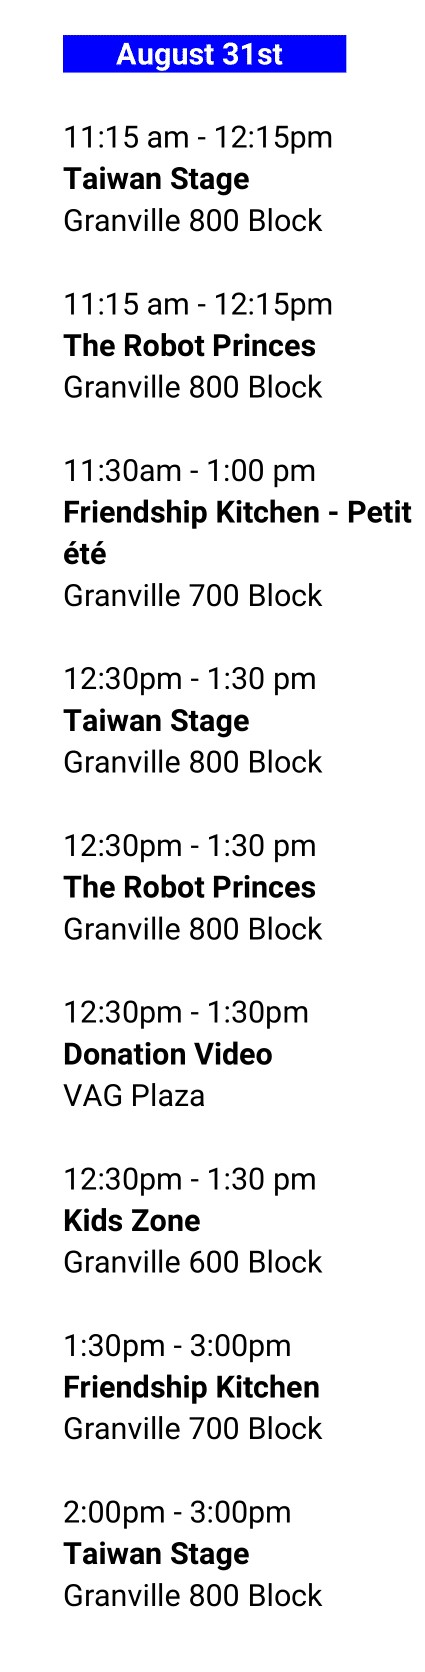 August 31st
11:15 am - 12:15pm
Taiwan Stage
Granville 800 Block
11:15 am - 12:15pm
The Robot Princes
Granville 800 Block
11:30am - 1:00 pm
Friendship Kitchen - Petit
été
Granville 700 Block
12:30pm - 1:30 pm
Taiwan Stage
Granville 800 Block
12:30pm - 1:30 pm
The Robot Princes
Granville 800 Block
12:30pm - 1:30pm
Donation Video
VAG Plaza
12:30pm - 1:30 pm
Kids Zone
Granville 600 Block
1:30pm - 3:00pm
Friendship Kitchen
Granville 700 Block
2:00pm - 3:00pm
Taiwan Stage
Granville 800 Block